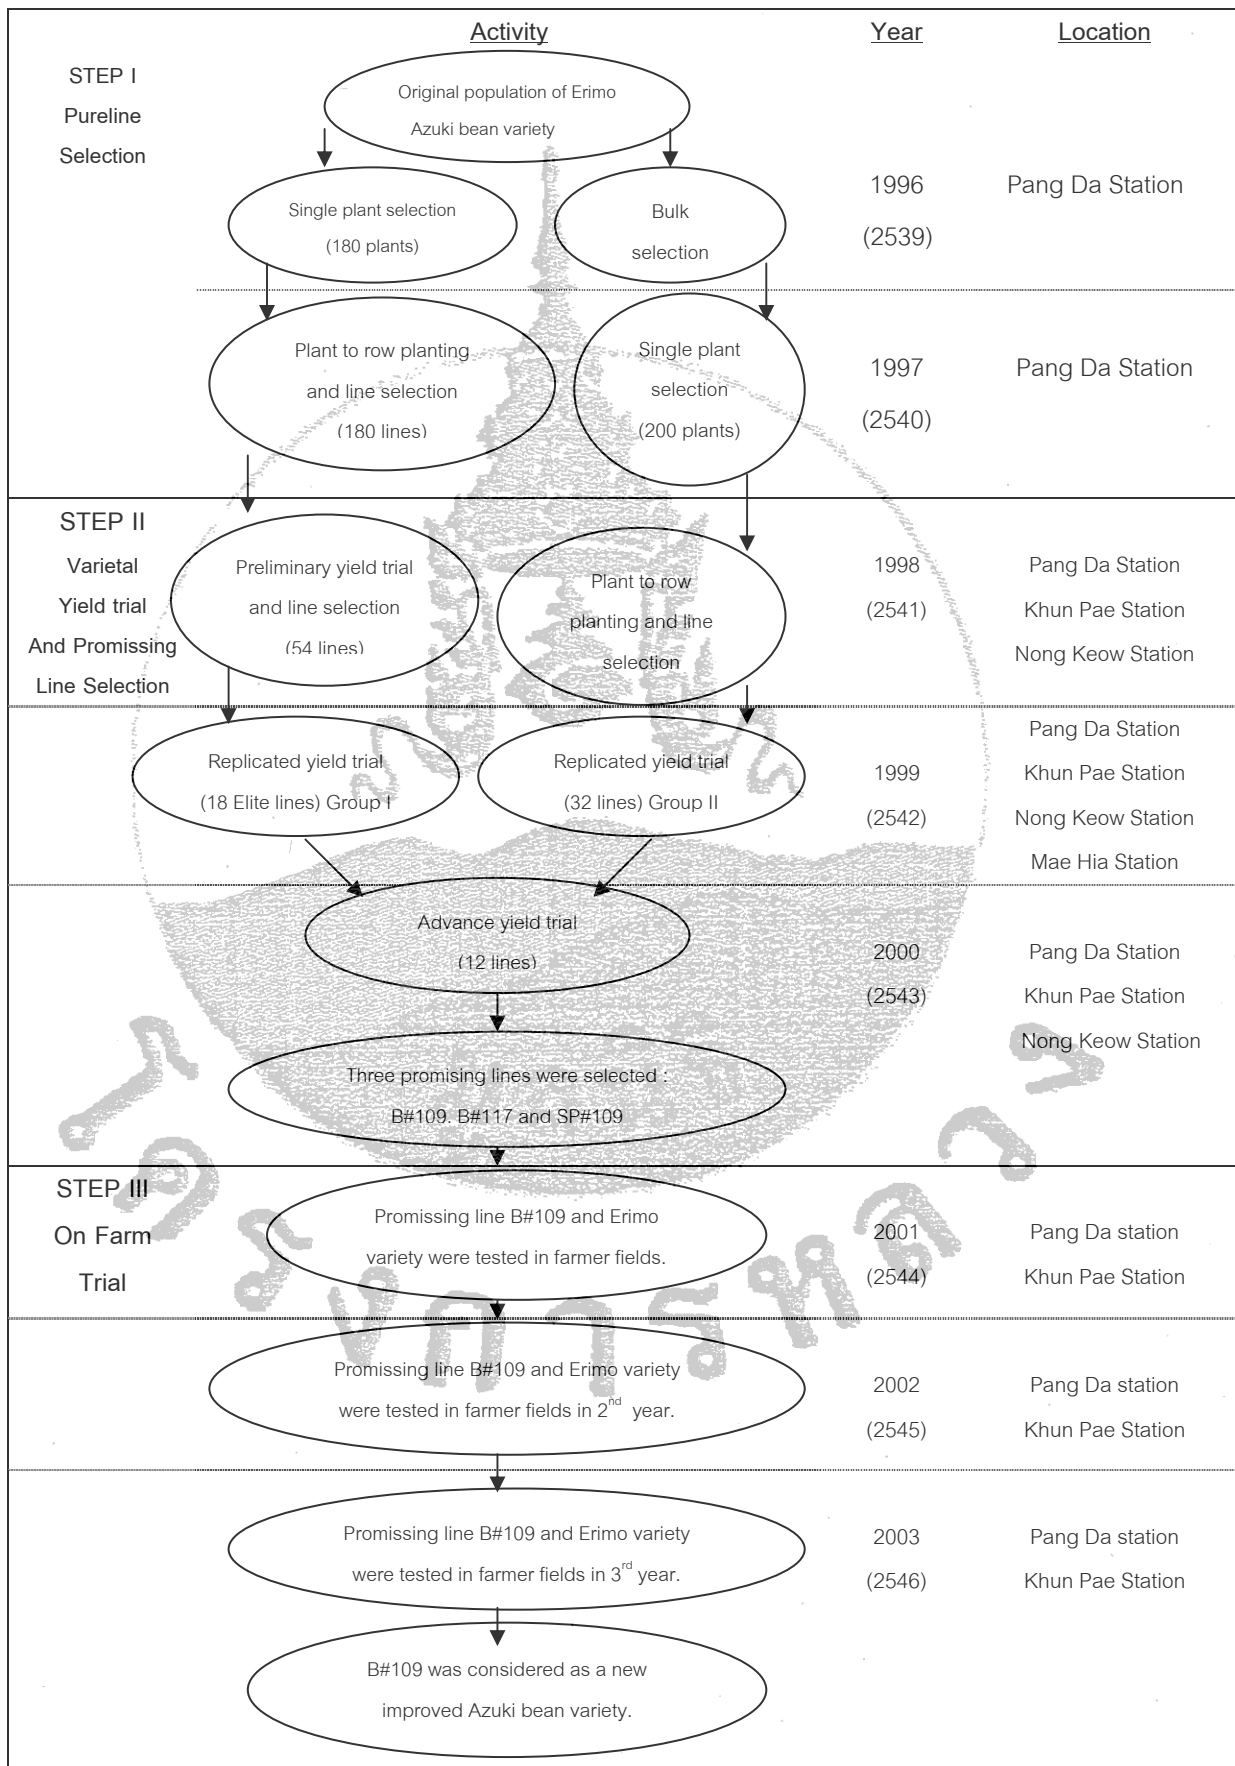 Activity Year Location
STEP I
Pureline
Selection
Original population of Erimo
Azuki bean variety
Single plant selection
(180 plants)
Bulk
selection
1996
(2539)
Pang Da Station
Plant to row planting
and line selection
(180 lines)
Single plant
selection
(200 plants)
1997
(2540)
Pang Da Station
STEP II
Varietal
Yield trial
And Promissing
Line Selection
Preliminary yield trial
and line selection
(54 lines)
Plant to row
planting and line
selection
1998
(2541)
Pang Da Station
Khun Pae Station
Nong Keow Station
Replicated yield trial
(18 Elite lines) Group I
Replicated yield trial
(32 lines) Group II
1999
(2542)
Pang Da Station
Khun Pae Station
Nong Keow Station
Mae Hia Station
Advance yield trial
(12 lines)
2000
(2543)
Pang Da Station
Khun Pae Station
Nong Keow Station
Three promising lines were selected :
B#109. B#117 and SP#109
STEP III
On Farm
Trial
Promissing line B#109 and Erimo
variety were tested in farmer fields.
2001
(2544)
Pang Da station
Khun Pae Station
Promissing line B#109 and Erimo variety
were tested in farmer fields in 2nd year.
2002
(2545)
Pang Da station
Khun Pae Station
Promissing line B#109 and Erimo variety
were tested in farmer fields in 3rd year.
2003
(2546)
Pang Da station
Khun Pae Station
B#109 was considered as a new
improved Azuki bean variety.
โครงการหลวง